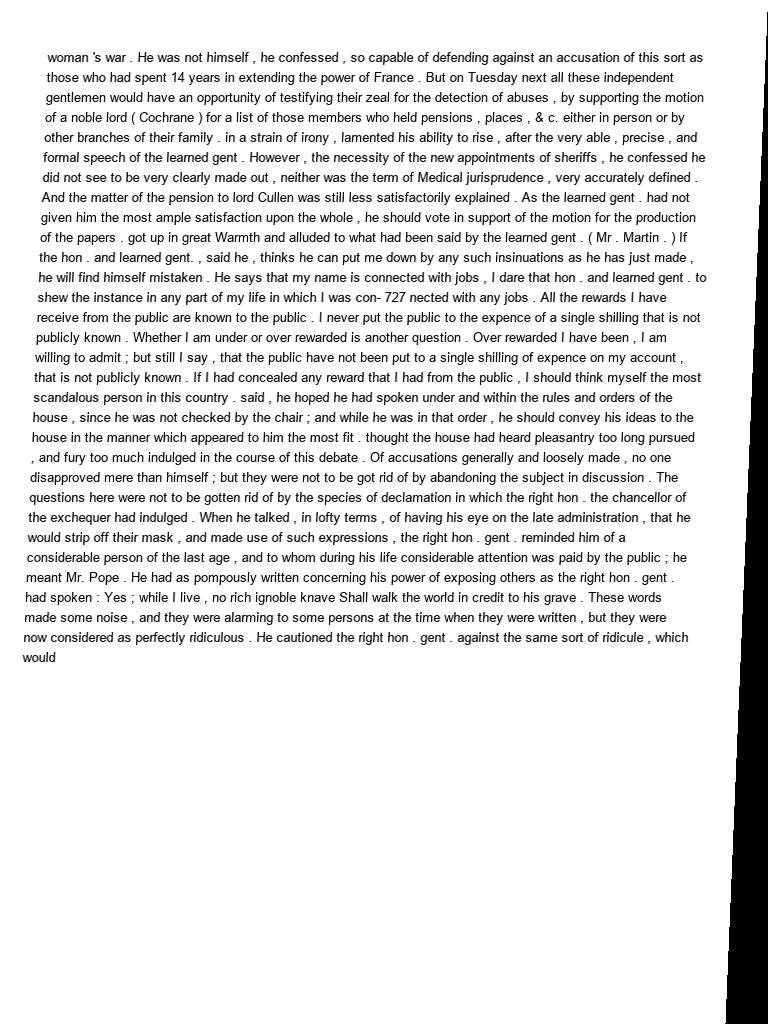 woman 's war . He was not himself , he confessed , so capable of defending against an accusation of this sort as
those who had spent 14 years in extending the power of France . But on Tuesday next all these independent
gentlemen would have an opportunity of testifying their zeal for the detection of abuses , by supporting the motion
of a noble lord ( Cochrane ) for a list of those members who held pensions , places , & c. either in person or by
other branches of their family . in a strain of irony , lamented his ability to rise , after the very able , precise , and
formal speech of the learned gent . However , the necessity of the new appointments of sheriffs , he confessed he
did not see to be very clearly made out , neither was the term of Medical jurisprudence , very accurately defined .
And the matter of the pension to lord Cullen was still less satisfactorily explained . As the learned gent . had not
given him the most ample satisfaction upon the whole , he should vote in support of the motion for the production
of the papers . got up in great Warmth and alluded to what had been said by the learned gent . ( Mr . Martin . ) If
the hon . and learned gent. , said he , thinks he can put me down by any such insinuations as he has just made ,
he will find himself mistaken . He says that my name is connected with jobs , I dare that hon . and learned gent . to
shew the instance in any part of my life in which I was con- 727 nected with any jobs . All the rewards I have
receive from the public are known to the public . I never put the public to the expence of a single shilling that is not
publicly known . Whether I am under or over rewarded is another question . Over rewarded I have been , I am
willing to admit ; but still I say , that the public have not been put to a single shilling of expence on my account ,
that is not publicly known . If I had concealed any reward that I had from the public , I should think myself the most
scandalous person in this country . said , he hoped he had spoken under and within the rules and orders of the
house , since he was not checked by the chair ; and while he was in that order , he should convey his ideas to the
house in the manner which appeared to him the most fit . thought the house had heard pleasantry too long pursued
, and fury too much indulged in the course of this debate . Of accusations generally and loosely made , no one
disapproved mere than himself ; but they were not to be got rid of by abandoning the subject in discussion . The
questions here were not to be gotten rid of by the species of declamation in which the right hon . the chancellor of
the exchequer had indulged . When he talked , in lofty terms , of having his eye on the late administration , that he
would strip off their mask , and made use of such expressions , the right hon . gent . reminded him of a
considerable person of the last age , and to whom during his life considerable attention was paid by the public ; he
meant Mr. Pope . He had as pompously written concerning his power of exposing others as the right hon . gent .
had spoken : Yes ; while I live , no rich ignoble knave Shall walk the world in credit to his grave . These words
made some noise , and they were alarming to some persons at the time when they were written , but they were
now considered as perfectly ridiculous . He cautioned the right hon . gent . against the same sort of ridicule , which
would